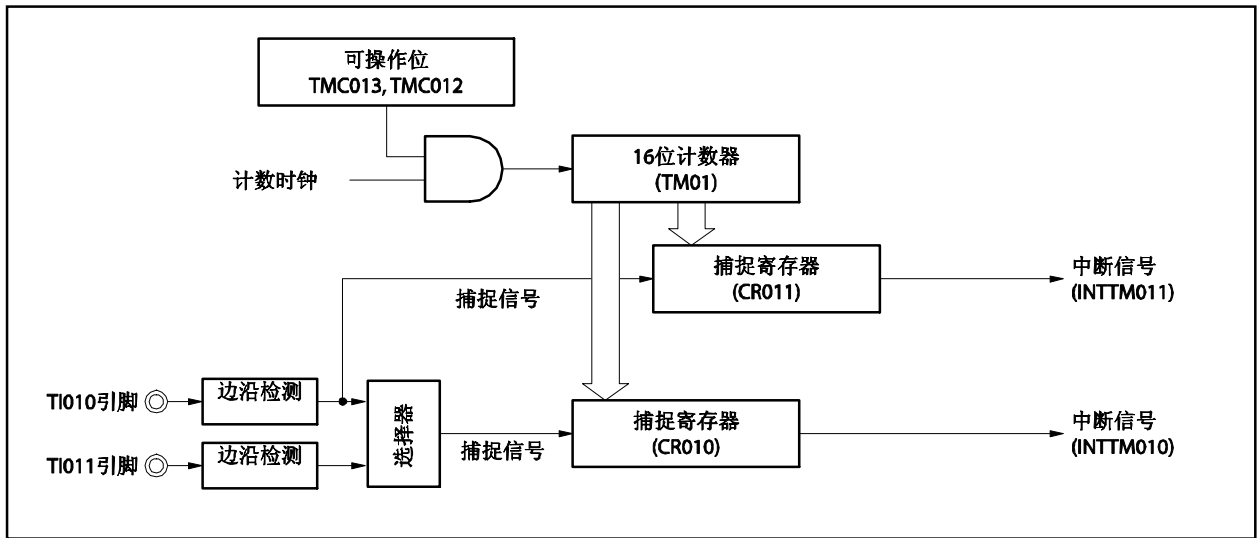 可操作位
TMC013, TMC012
计数时钟
16位计数器
(TM01)
捕捉寄存器
(CR011)
中断信号
(INTTM011)
捕捉信号
TI010引脚
边沿检测
选择器
捕捉寄存器
(CR010)
中断信号
(INTTM010)
捕捉信号
TI011引脚
边沿检测